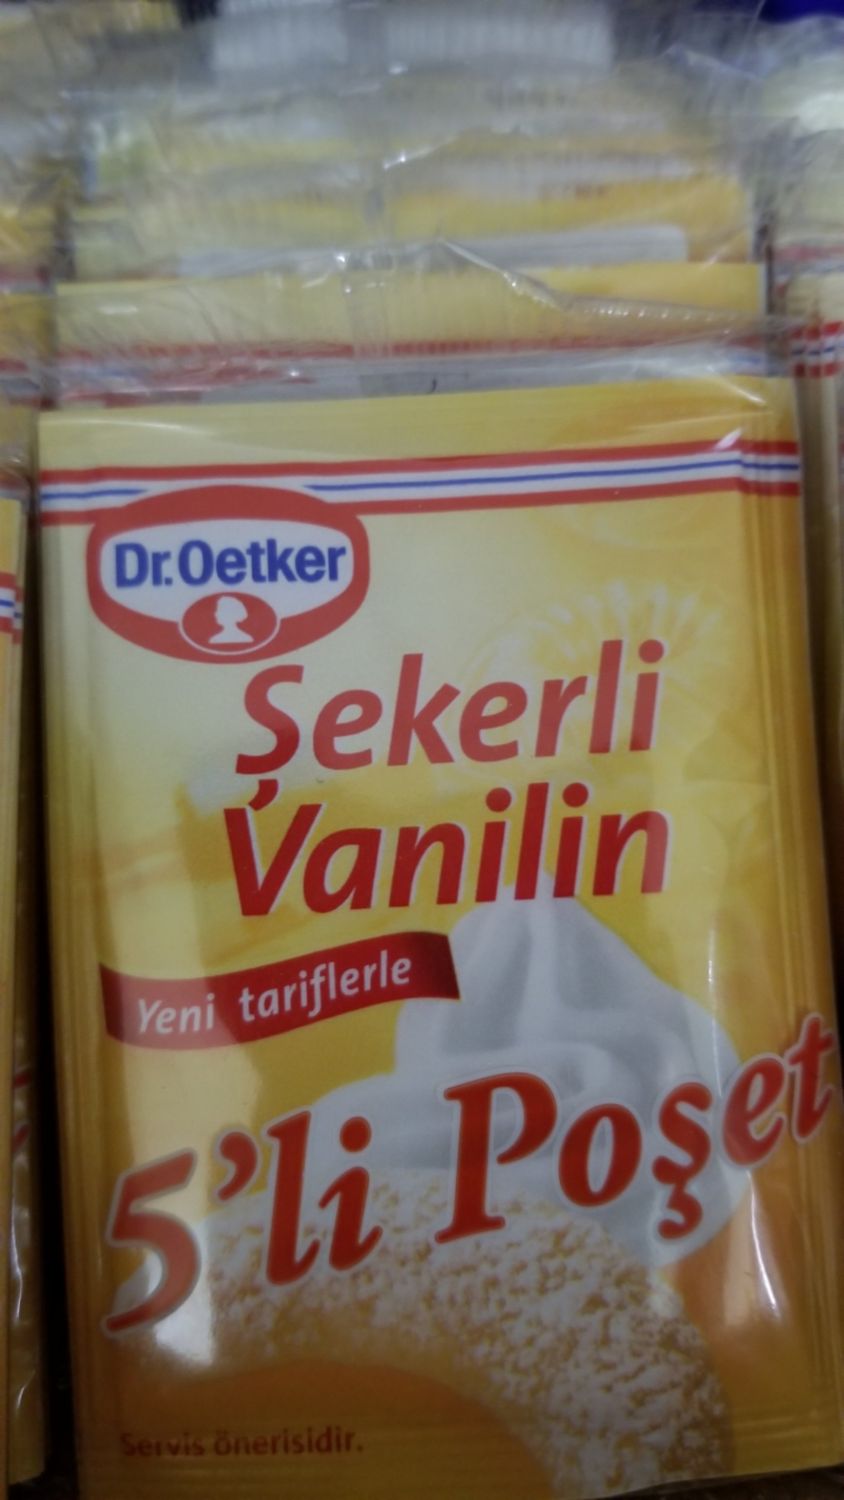 Dr. Oetker
Şekerli
Vanilin
Yeni tariflerle
5'li Poşet
Servis önerisidir.